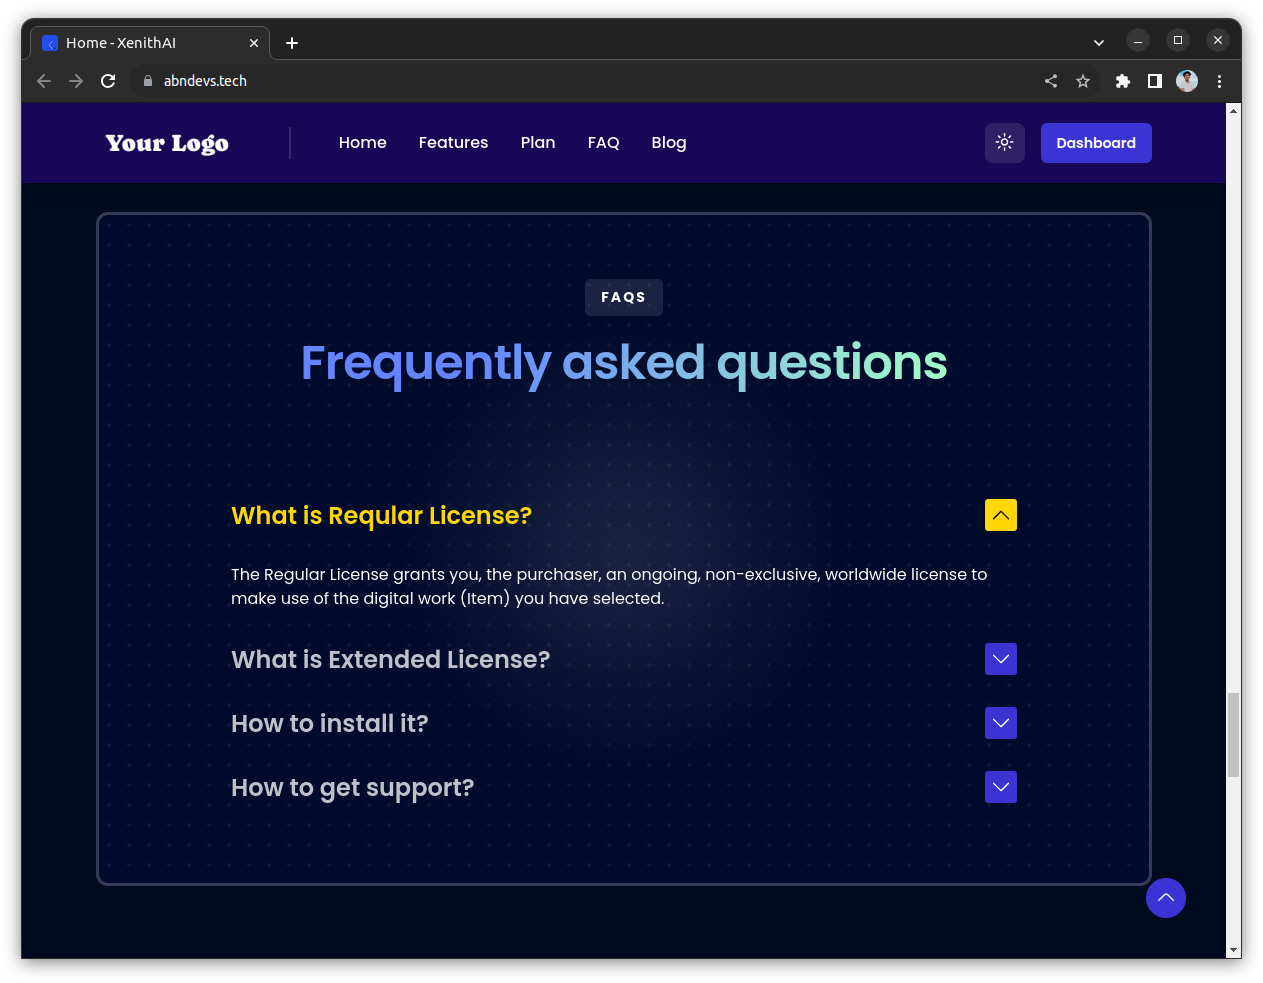 Home - XenithAI
abndevs.tech
Your Logo
Home
Features
Plan
FAQ
Blog
Dashboard
FAQS
Frequently asked questions
What is Reqular License?
The Regular License grants you, the purchaser, an ongoing, non-exclusive, worldwide license to
make use of the digital work (Item) you have selected.
What is Extended License?
How to install it?
How to get support?